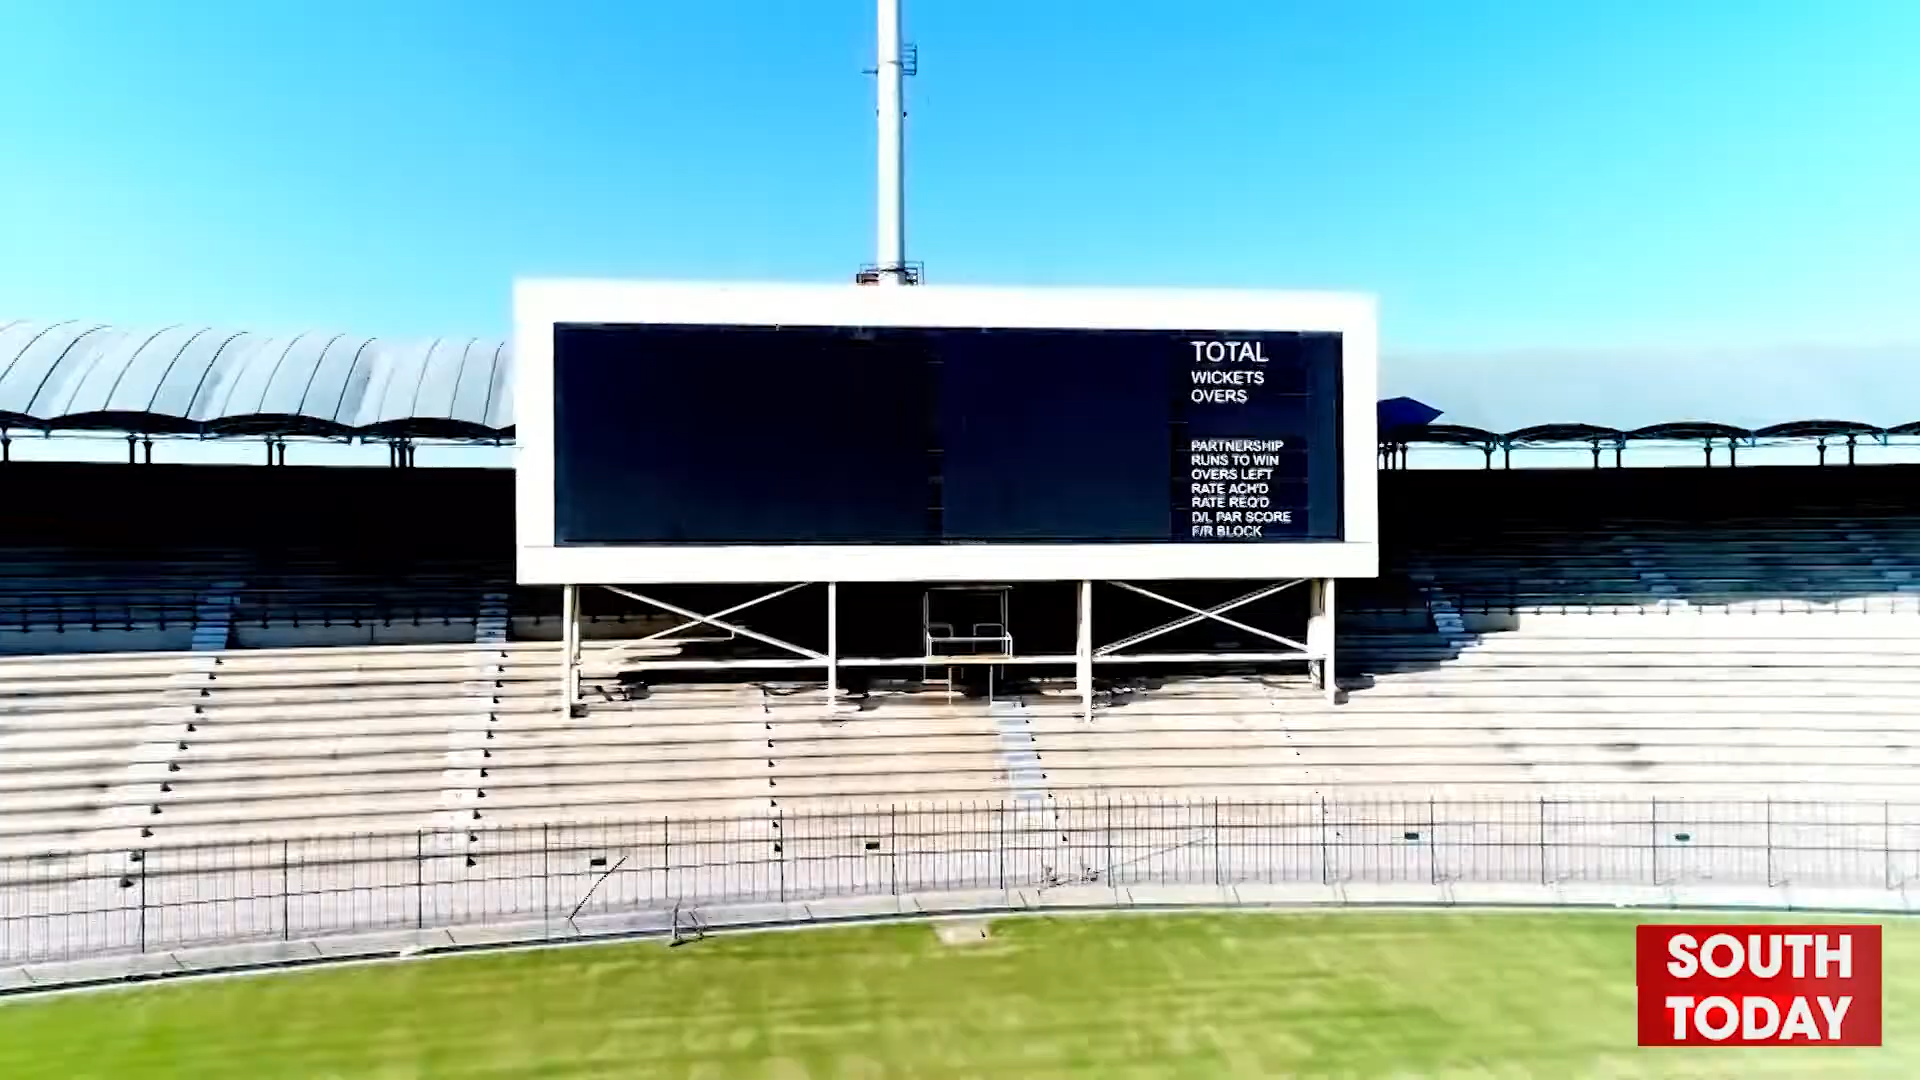 TOTAL
WICKETS
OVERS
PARTNERSHIP
RUNS TO WIN
OVERS LEFT
RATE ACH'D
RATE REQ'D
D/L PAR SCORE
F/R BLOCK
SOUTH
TODAY